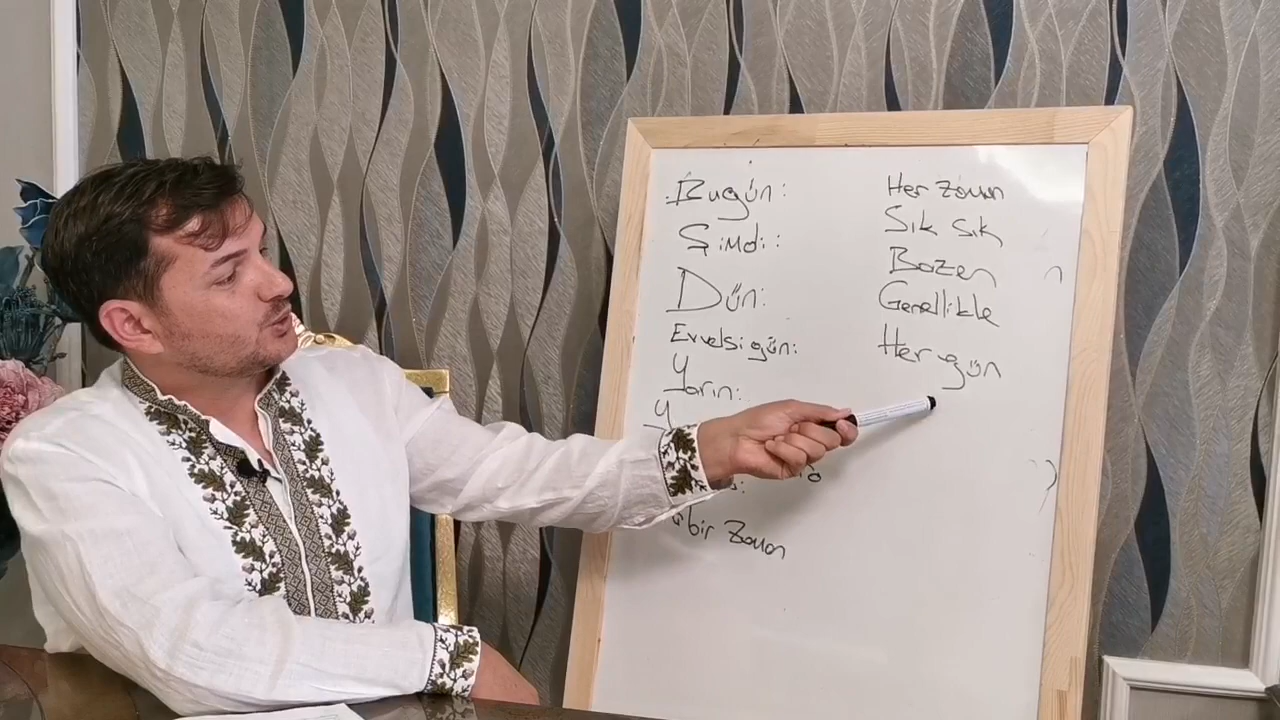 Bugün:
Şimdi:
Dün:
Evvelsi gün:
Yarın:
bir zaman
Her zaman
Sık sık
Bazen
Genellikle
Her gün